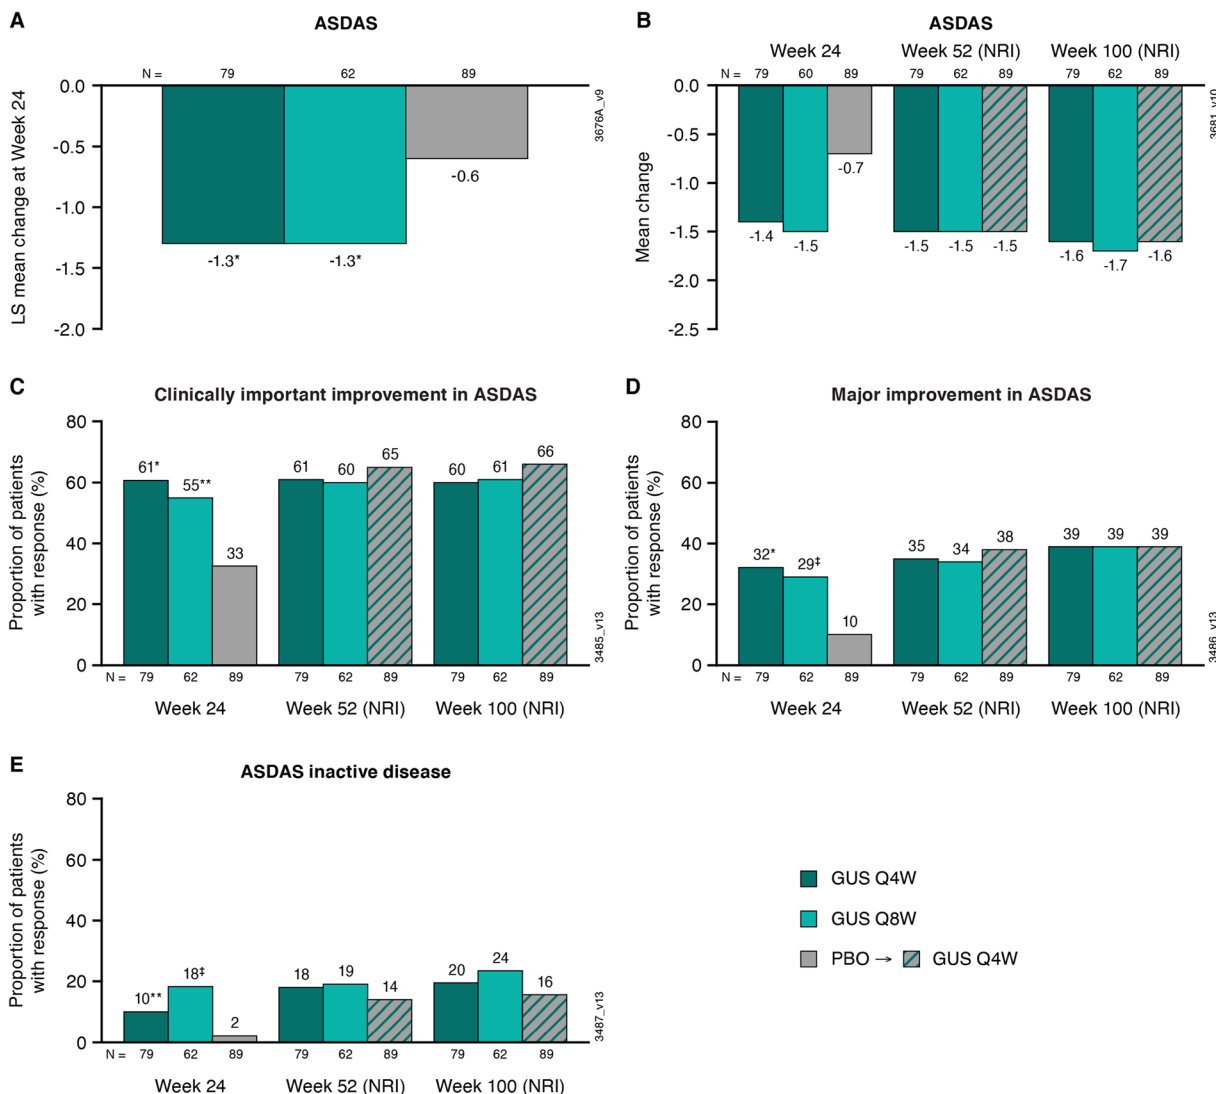 A
ASDAS
N = 79 62 89
0.0
-0.5
-1.0
-1.5
-2.0
LS mean change at Week 24
-1.3*
-1.3*
-0.6
3676A_v9
B
ASDAS
Week 24 Week 52 (NRI) Week 100 (NRI)
N = 79 60 89 79 62 89 79 62 89
0.0
-0.5
-1.0
-1.5
-2.0
-2.5
Mean change
-1.4 -1.5 -0.7
-1.5 -1.5 -1.5
-1.6 -1.7 -1.6
3681_v10
C
Clinically important improvement in ASDAS
Proportion of patients
with response (%)
80
60
40
20
0
61* 55** 33
61 60 65
60 61 66
N = 79 62 89 79 62 89 79 62 89
Week 24 Week 52 (NRI) Week 100 (NRI)
3485_v13
D
Major improvement in ASDAS
Proportion of patients
with response (%)
80
60
40
20
0
32* 29‡ 10
35 34 38
39 39 39
N = 79 62 89 79 62 89 79 62 89
Week 24 Week 52 (NRI) Week 100 (NRI)
3486_v13
E
ASDAS inactive disease
Proportion of patients
with response (%)
80
60
40
20
0
10** 18‡ 2
18 19 14
20 24 16
N = 79 62 89 79 62 89 79 62 89
Week 24 Week 52 (NRI) Week 100 (NRI)
3487_v13
GUS Q4W
GUS Q8W
PBO → GUS Q4W